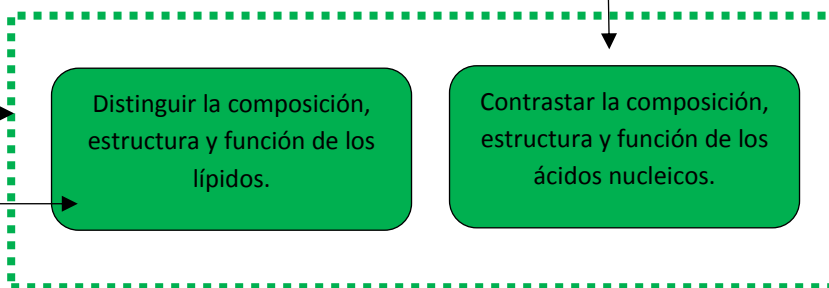 Distinguir la composición,
estructura y función de los
lípidos.
Contrastar la composición,
estructura y función de los
ácidos nucleicos.